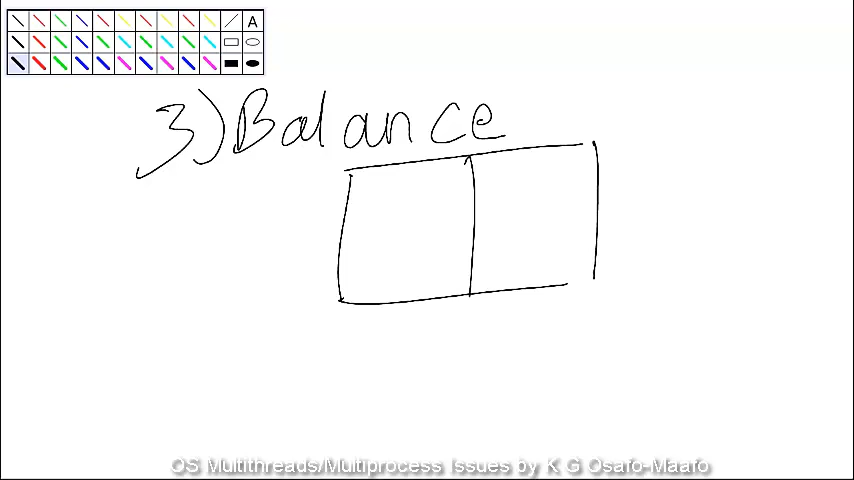 A
3) Balance
OS Multithreads/Multiprocess Issues by K G Osafo-Maafo